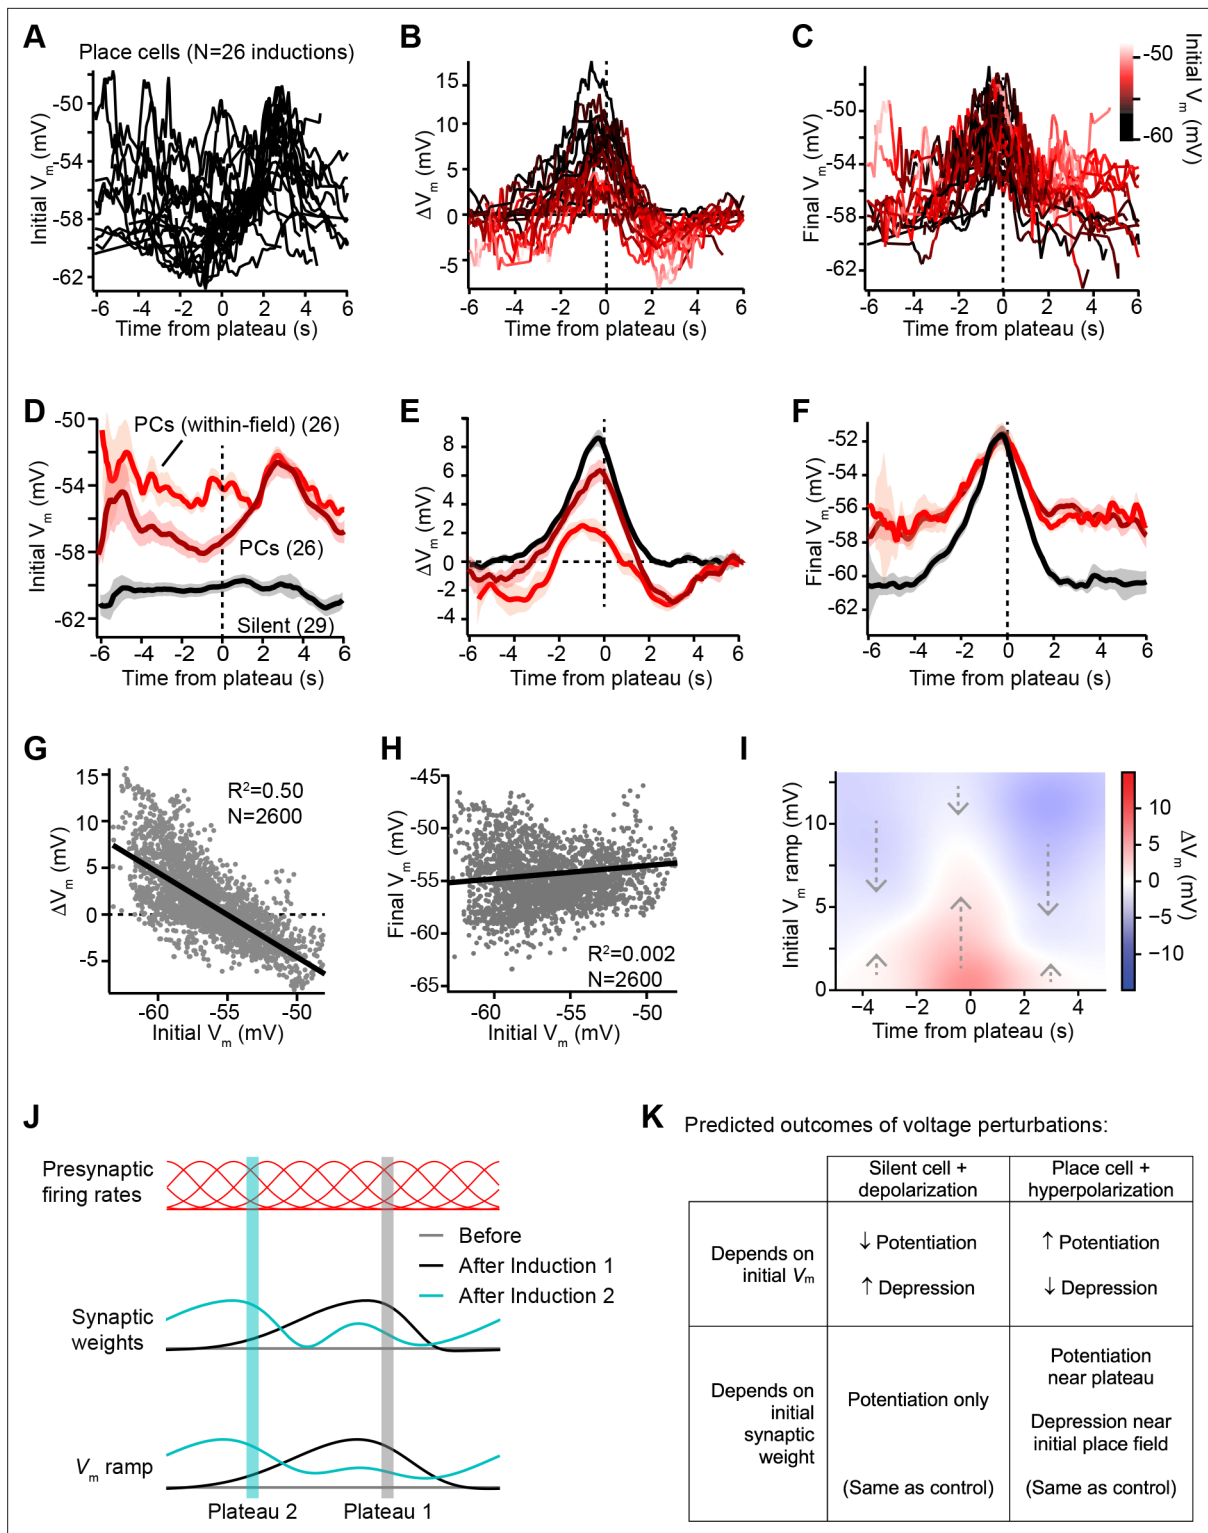 A
Place cells (N=26 inductions)
Initial Vm (mV)
-50
-54
-58
-62
-6 -4 -2 0 2 4 6
Time from plateau (s)
B
ΔVm (mV)
15
10
5
0
-5
-6 -4 -2 0 2 4 6
Time from plateau (s)
C
Final Vm (mV)
-50
-54
-58
-62
-6 -4 -2 0 2 4 6
Time from plateau (s)
-50
-60
Initial Vm (mV)
D
Initial Vm (mV)
-50
-54
-58
-62
PCs (within-field) (26)
PCs (26)
Silent (29)
-6 -4 -2 0 2 4 6
Time from plateau (s)
E
ΔVm (mV)
8
6
4
2
0
-2
-4
-6 -4 -2 0 2 4 6
Time from plateau (s)
F
Final Vm (mV)
-52
-56
-60
-62
-6 -4 -2 0 2 4 6
Time from plateau (s)
G
ΔVm (mV)
15
10
5
0
-5
R²=0.50
N=2600
-60 -55 -50
Initial Vm (mV)
H
Final Vm (mV)
-45
-50
-55
-60
-65
R²=0.002
N=2600
-60 -55 -50
Initial Vm (mV)
I
Initial Vm ramp (mV)
10
5
0
−4 −2 0 2 4
Time from plateau (s)
10
5
0
−5
−10
ΔVm (mV)
J
Presynaptic
firing rates
Before
After Induction 1
After Induction 2
Synaptic
weights
Vm ramp
Plateau 2 Plateau 1
K Predicted outcomes of voltage perturbations:
Silent cell +
depolarization
Place cell +
hyperpolarization
Depends on
initial Vm
↓ Potentiation
↑ Depression
↑ Potentiation
↓ Depression
Depends on
initial
synaptic
weight
Potentiation only
(Same as control)
Potentiation
near plateau
Depression near
initial place field
(Same as control)